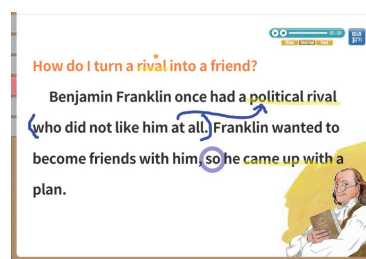 How do I turn a rival into a friend?
Benjamin Franklin once had a political rival
who did not like him at all. Franklin wanted to
become friends with him, so he came up with a
plan.